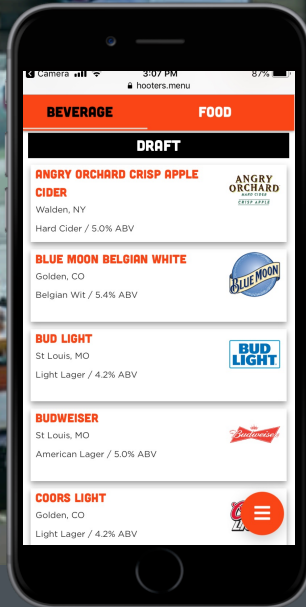 Camera 3:07 PM 87%
hooters.menu
BEVERAGE FOOD
DRAFT
ANGRY ORCHARD CRISP APPLE
CIDER
Walden, NY
Hard Cider / 5.0% ABV
ANGRY
ORCHARD
HARD CIDER
CRISP APPLE
BLUE MOON BELGIAN WHITE
Golden, CO
Belgian Wit / 5.4% ABV
BLUE MOON
BUD LIGHT
St Louis, MO
Light Lager / 4.2% ABV
BUD
LIGHT
BUDWEISER
St Louis, MO
American Lager / 5.0% ABV
Budweiser
COORS LIGHT
Golden, CO
Light Lager / 4.2% ABV